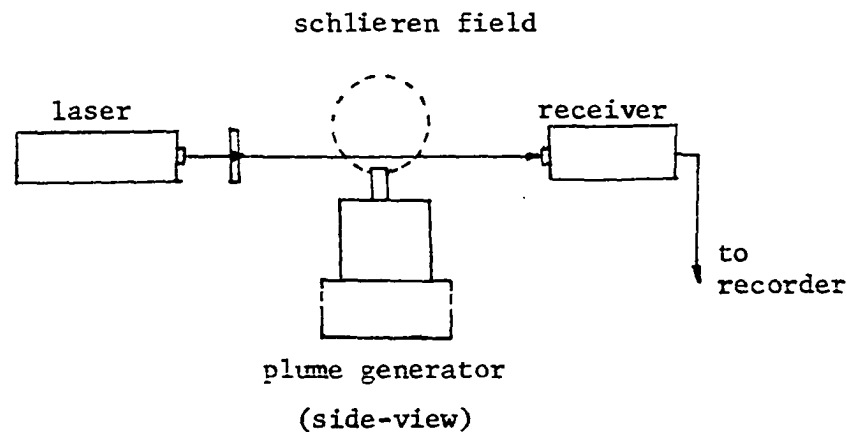 schlieren field
laser
receiver
to
recorder
plume generator
(side-view)